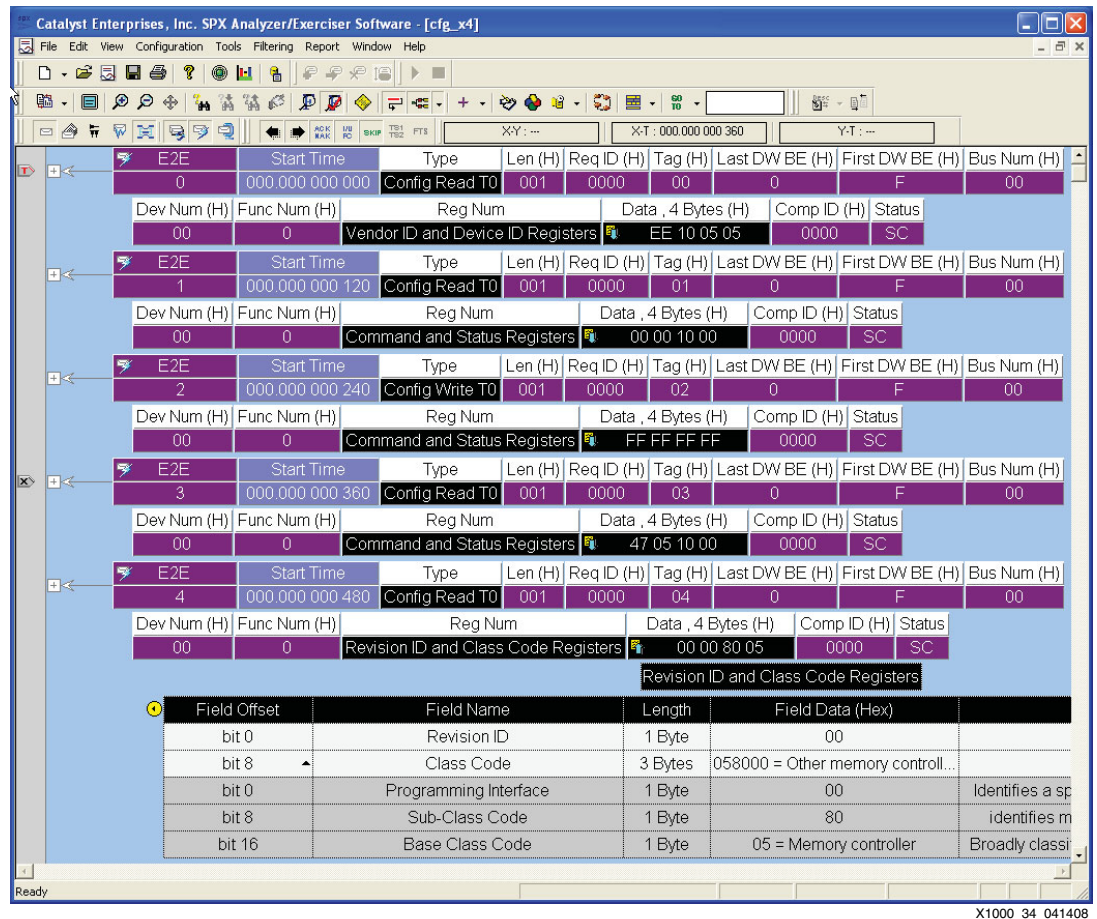 Catalyst Enterprises, Inc. SPX Analyzer/Exerciser Software - [cfg_x4]
File Edit View Configuration Tools Filtering Report Window Help
GO TO
ACK NAK I/U FC SKIP TS1 TS2 FTS X-Y : --- X-T : 000.000 000 360 Y-T : ---
E2E Start Time Type Len (H) Req ID (H) Tag (H) Last DW BE (H) First DW BE (H) Bus Num (H)
0 000.000 000 000 Config Read T0 001 0000 00 0 F 00
Dev Num (H) Func Num (H) Reg Num Data , 4 Bytes (H) Comp ID (H) Status
00 0 Vendor ID and Device ID Registers EE 10 05 05 0000 SC
E2E Start Time Type Len (H) Req ID (H) Tag (H) Last DW BE (H) First DW BE (H) Bus Num (H)
1 000.000 000 120 Config Read T0 001 0000 01 0 F 00
Dev Num (H) Func Num (H) Reg Num Data , 4 Bytes (H) Comp ID (H) Status
00 0 Command and Status Registers 00 00 10 00 0000 SC
E2E Start Time Type Len (H) Req ID (H) Tag (H) Last DW BE (H) First DW BE (H) Bus Num (H)
2 000.000 000 240 Config Write T0 001 0000 02 0 F 00
Dev Num (H) Func Num (H) Reg Num Data , 4 Bytes (H) Comp ID (H) Status
00 0 Command and Status Registers FF FF FF FF 0000 SC
E2E Start Time Type Len (H) Req ID (H) Tag (H) Last DW BE (H) First DW BE (H) Bus Num (H)
3 000.000 000 360 Config Read T0 001 0000 03 0 F 00
Dev Num (H) Func Num (H) Reg Num Data , 4 Bytes (H) Comp ID (H) Status
00 0 Command and Status Registers 47 05 10 00 0000 SC
E2E Start Time Type Len (H) Req ID (H) Tag (H) Last DW BE (H) First DW BE (H) Bus Num (H)
4 000.000 000 480 Config Read T0 001 0000 04 0 F 00
Dev Num (H) Func Num (H) Reg Num Data , 4 Bytes (H) Comp ID (H) Status
00 0 Revision ID and Class Code Registers 00 00 80 05 0000 SC
Revision ID and Class Code Registers
Field Offset Field Name Length Field Data (Hex)
bit 0 Revision ID 1 Byte 00
bit 8 Class Code 3 Bytes 058000 = Other memory controll...
bit 0 Programming Interface 1 Byte 00 Identifies a sp
bit 8 Sub-Class Code 1 Byte 80 identifies m
bit 16 Base Class Code 1 Byte 05 = Memory controller Broadly classi
Ready
X1000_34_041408